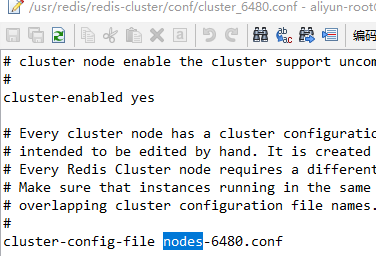 /usr/redis/redis-cluster/conf/cluster_6480.conf - aliyun-root@
编码
# cluster node enable the cluster support uncom
#
cluster-enabled yes
# Every cluster node has a cluster configuratio
# intended to be edited by hand. It is created
# Every Redis Cluster node requires a different
# Make sure that instances running in the same
# overlapping cluster configuration file names.
#
cluster-config-file nodes-6480.conf